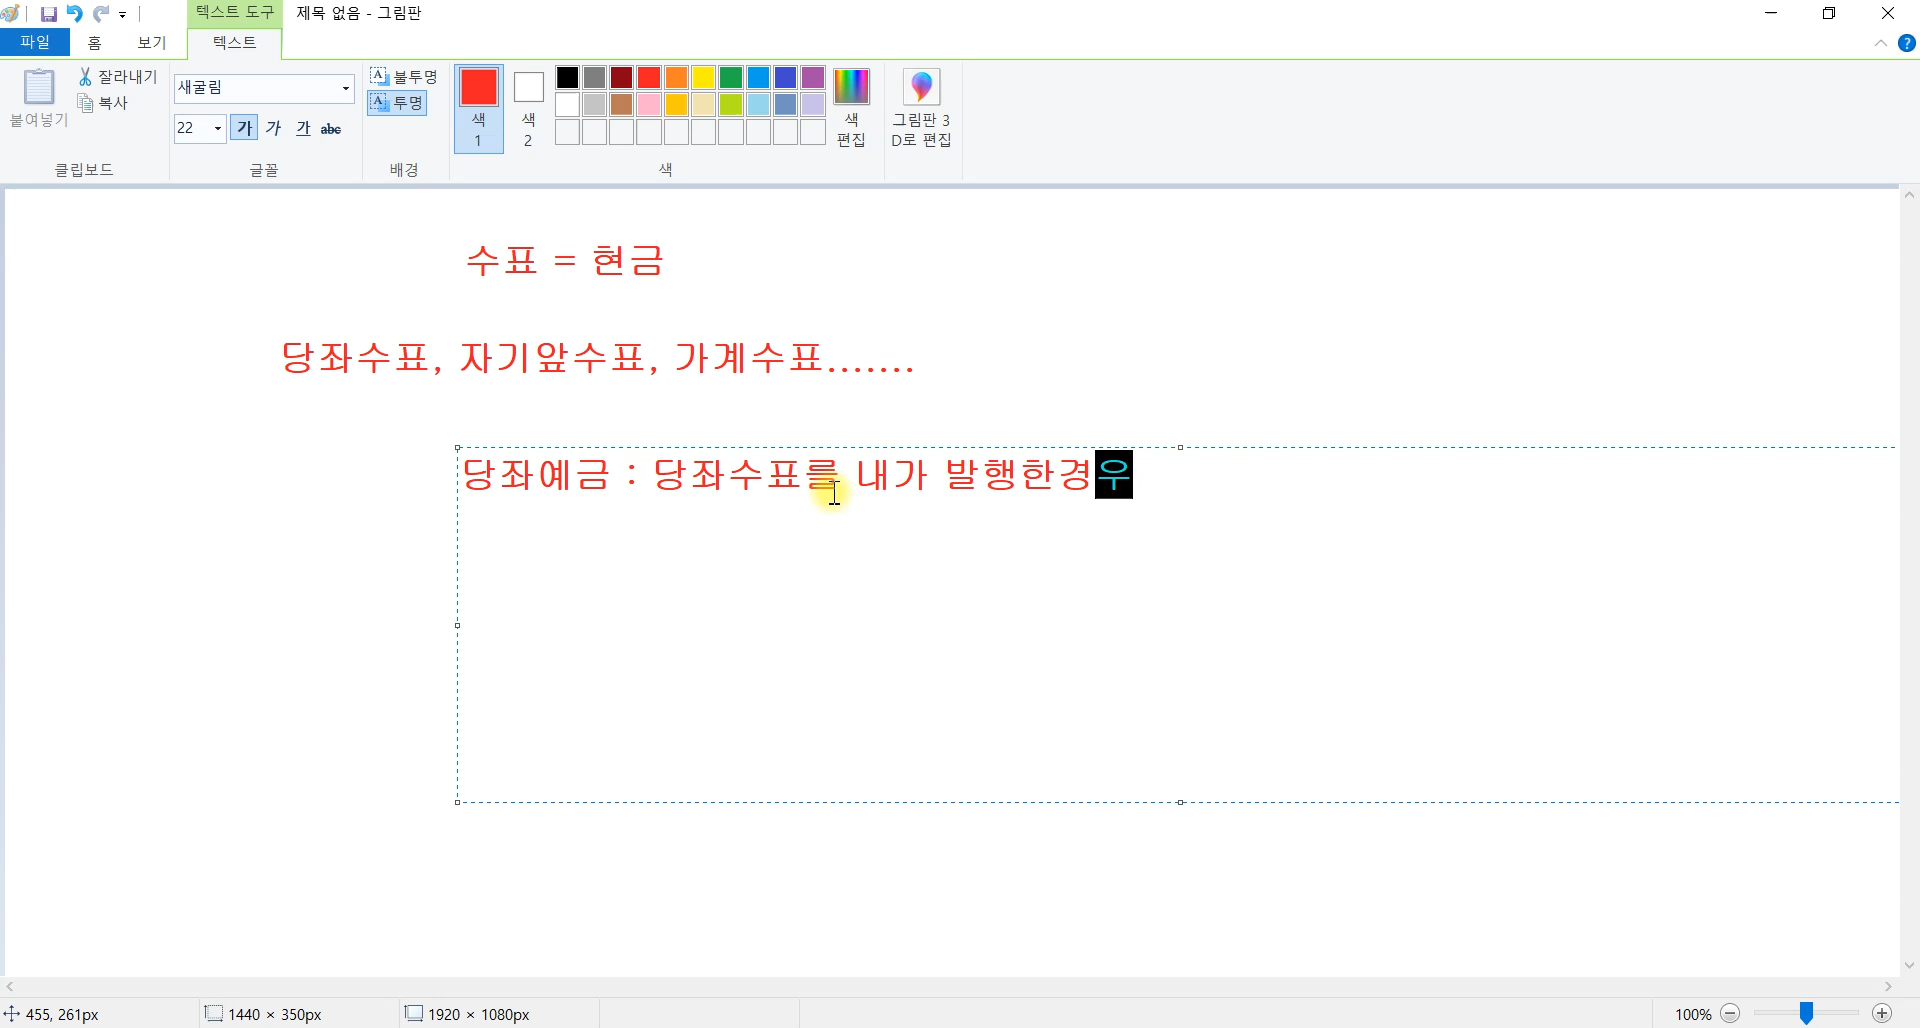 텍스트 도구
제목 없음 - 그림판
파일
홈
보기
텍스트
붙여넣기
잘라내기
복사
클립보드
새굴림
22
가 가 가 abc
글꼴
불투명
투명
배경
색
1
색
2
색
편집
색
그림판 3
D로 편집
수표 = 현금
당좌수표, 자기앞수표, 가계수표.......
당좌예금 : 당좌수표를 내가 발행한경우
455, 261px
1440 × 350px
1920 × 1080px
100%